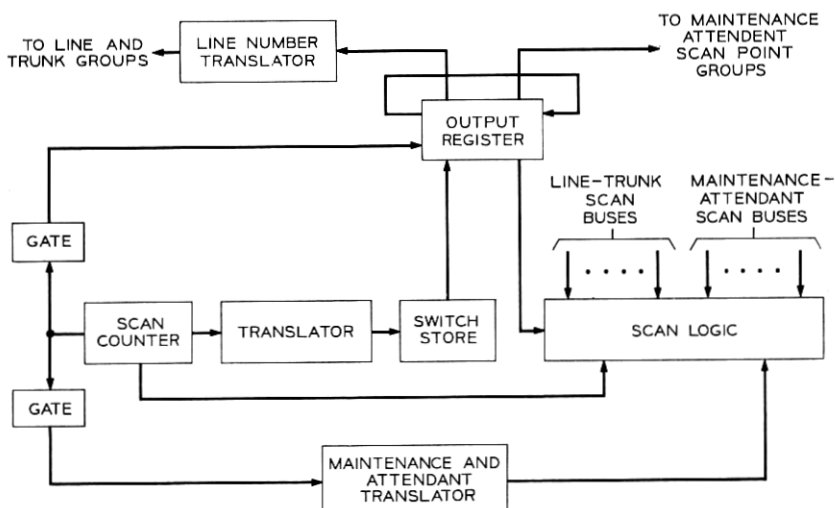 TO LINE AND
TRUNK GROUPS
LINE NUMBER
TRANSLATOR
TO MAINTENANCE
ATTENDENT
SCAN POINT
GROUPS
OUTPUT
REGISTER
LINE-TRUNK
SCAN
BUSES
MAINTENANCE-
ATTENDANT
SCAN BUSES
GATE
SCAN
COUNTER
TRANSLATOR
SWITCH
STORE
SCAN LOGIC
GATE
MAINTENANCE AND
ATTENDANT
TRANSLATOR